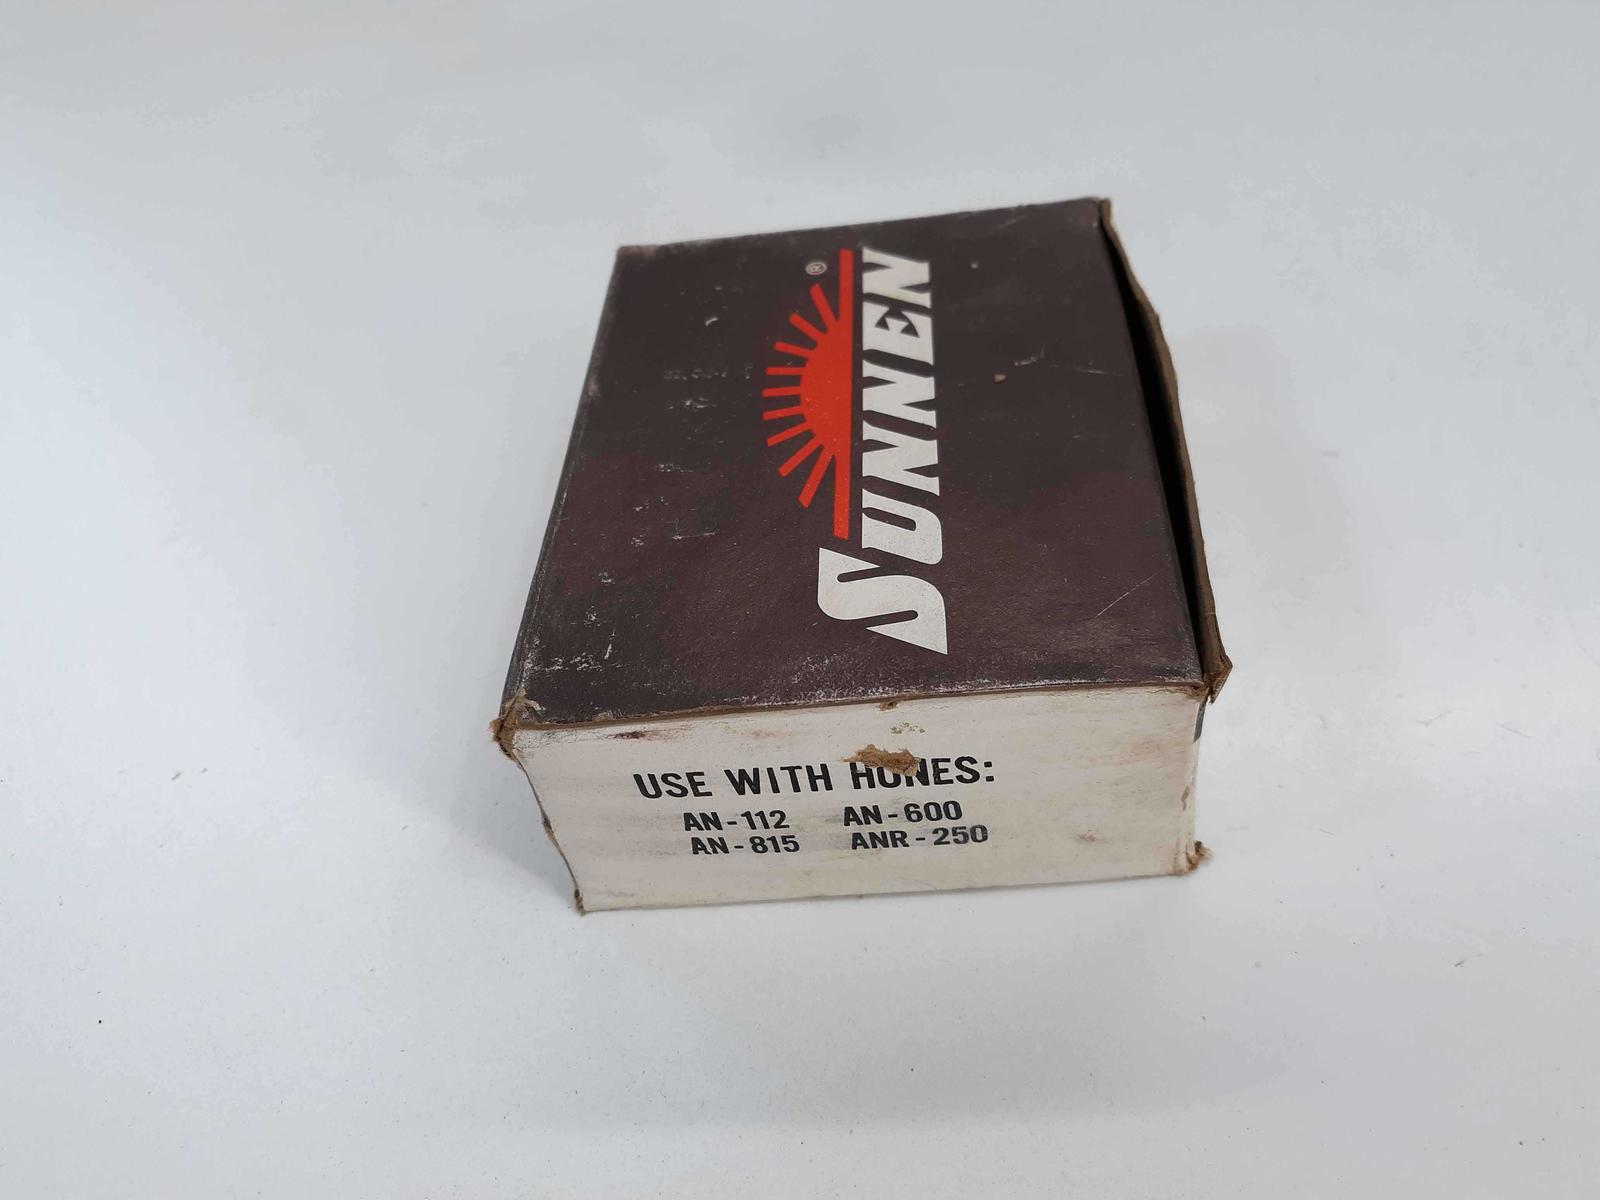 SUNNEN
®
USE WITH HONES:
AN-112 AN-600
AN-815 ANR-250